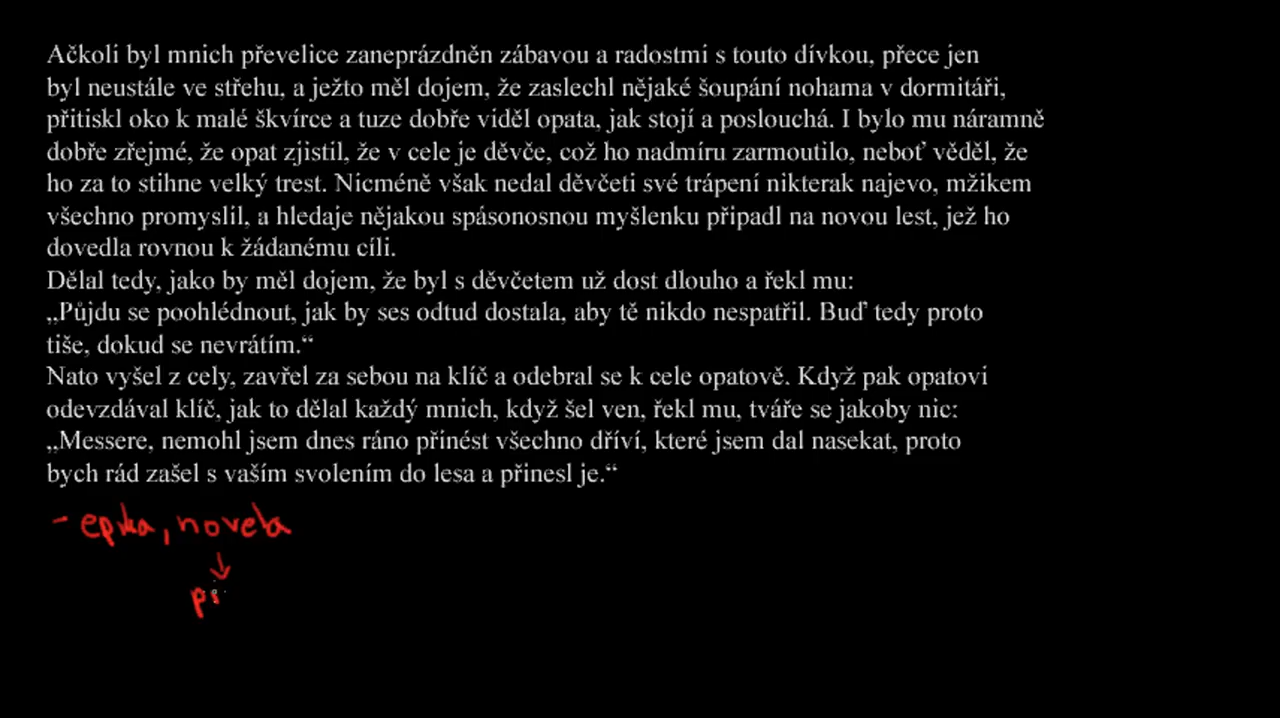 Ačkoli byl mnich převelice zaneprázdněn zábavou a radostmi s touto dívkou, přece jen
byl neustále ve střehu, a ježto měl dojem, že zaslechl nějaké šoupání nohama v dormitáři,
přitiskl oko k malé škvírce a tuze dobře viděl opata, jak stojí a poslouchá. I bylo mu náramně
dobře zřejmé, že opat zjistil, že v cele je děvče, což ho nadmíru zarmoutilo, neboť věděl, že
ho za to stihne velký trest. Nicméně však nedal děvčeti své trápení nikterak najevo, mžikem
všechno promyslil, a hledaje nějakou spásonosnou myšlenku připadl na novou lest, jež ho
dovedla rovnou k žádanému cíli.
Dělal tedy, jako by měl dojem, že byl s děvčetem už dost dlouho a řekl mu:
„Půjdu se poohlédnout, jak by ses odtud dostala, aby tě nikdo nespatřil. Buď tedy proto
tiše, dokud se nevrátím.“
Nato vyšel z cely, zavřel za sebou na klíč a odebral se k cele opatově. Když pak opatovi
odevzdával klíč, jak to dělal každý mnich, když šel ven, řekl mu, tváře se jakoby nic:
„Messere, nemohl jsem dnes ráno přinést všechno dříví, které jsem dal nasekat, proto
bych rád zašel s vaším svolením do lesa a přinesl je.“
- epika, novela